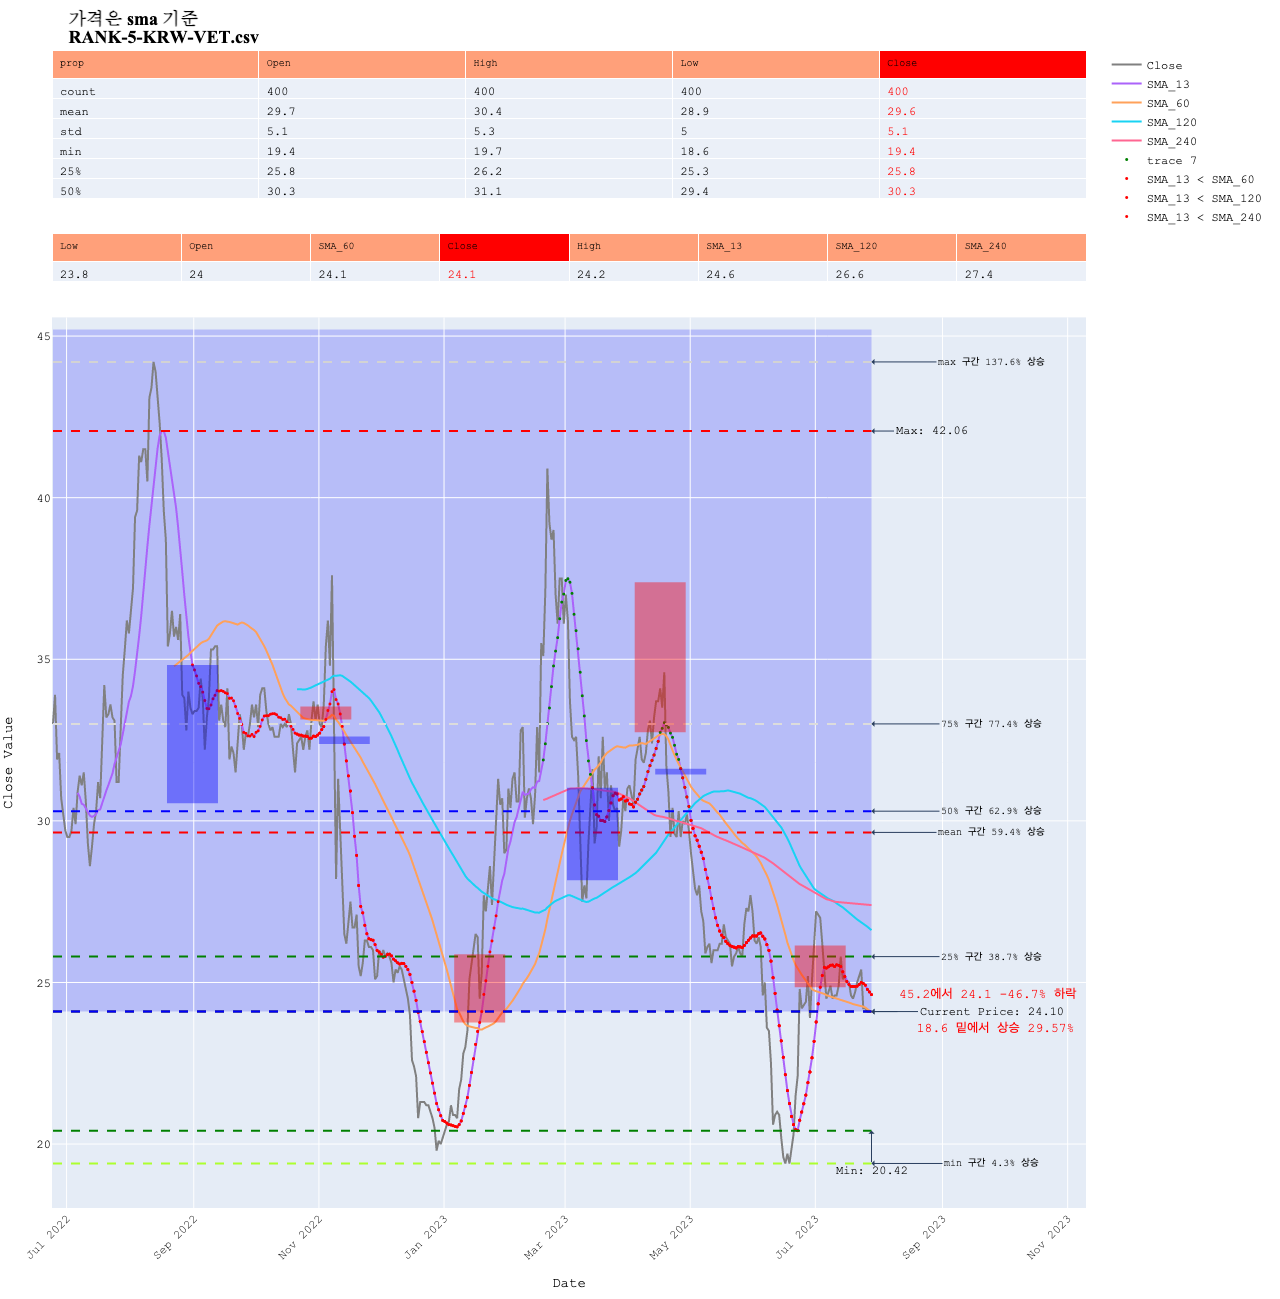 가격은 sma 기준
RANK-5-KRW-VET.csv
prop Open High Low Close
count 400 400 400 400
mean 29.7 30.4 28.9 29.6
std 5.1 5.3 5 5.1
min 19.4 19.7 18.6 19.4
25% 25.8 26.2 25.3 25.8
50% 30.3 31.1 29.4 30.3
Low Open SMA_60 Close High SMA_13 SMA_120 SMA_240
23.8 24 24.1 24.1 24.2 24.6 26.6 27.4
Close
SMA_13
SMA_60
SMA_120
SMA_240
trace 7
SMA_13 < SMA_60
SMA_13 < SMA_120
SMA_13 < SMA_240
45
40
35
30
25
20
Close Value
max 구간 137.6% 상승
Max: 42.06
75% 구간 77.4% 상승
50% 구간 62.9% 상승
mean 구간 59.4% 상승
25% 구간 38.7% 상승
45.2에서 24.1 -46.7% 하락
Current Price: 24.10
18.6 밑에서 상승 29.57%
min 구간 4.3% 상승
Min: 20.42
Jul 2022
Sep 2022
Nov 2022
Jan 2023
Mar 2023
May 2023
Jul 2023
Sep 2023
Nov 2023
Date